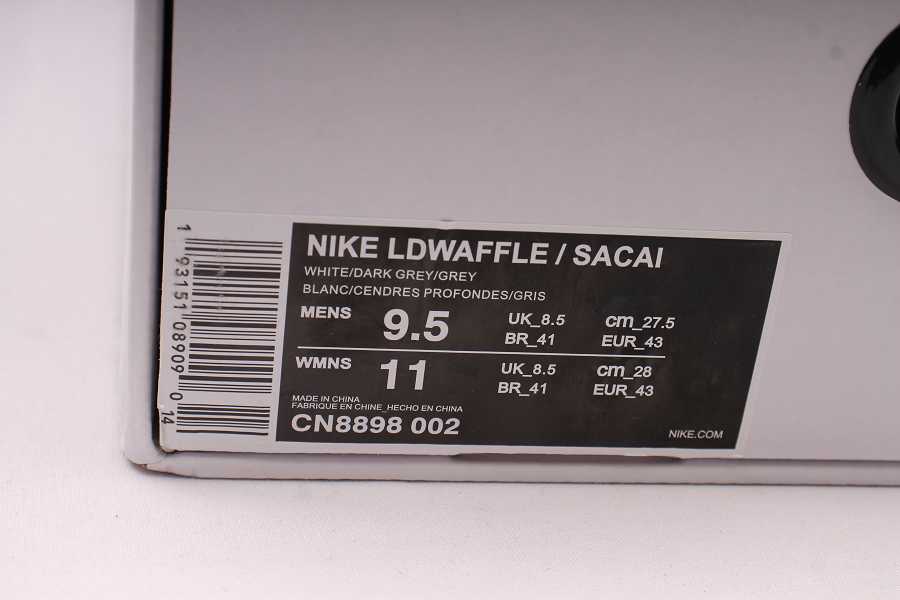 1 93151 08909 0 14
NIKE LDWAFFLE / SACAI
WHITE/DARK GREY/GREY
BLANC/CENDRES PROFONDES/GRIS
MENS 9.5 UK_8.5 cm_27.5
BR_41 EUR_43
WMNS 11 UK_8.5 cm_28
BR_41 EUR_43
MADE IN CHINA
FABRIQUE EN CHINE_HECHO EN CHINA
CN8898 002
NIKE.COM